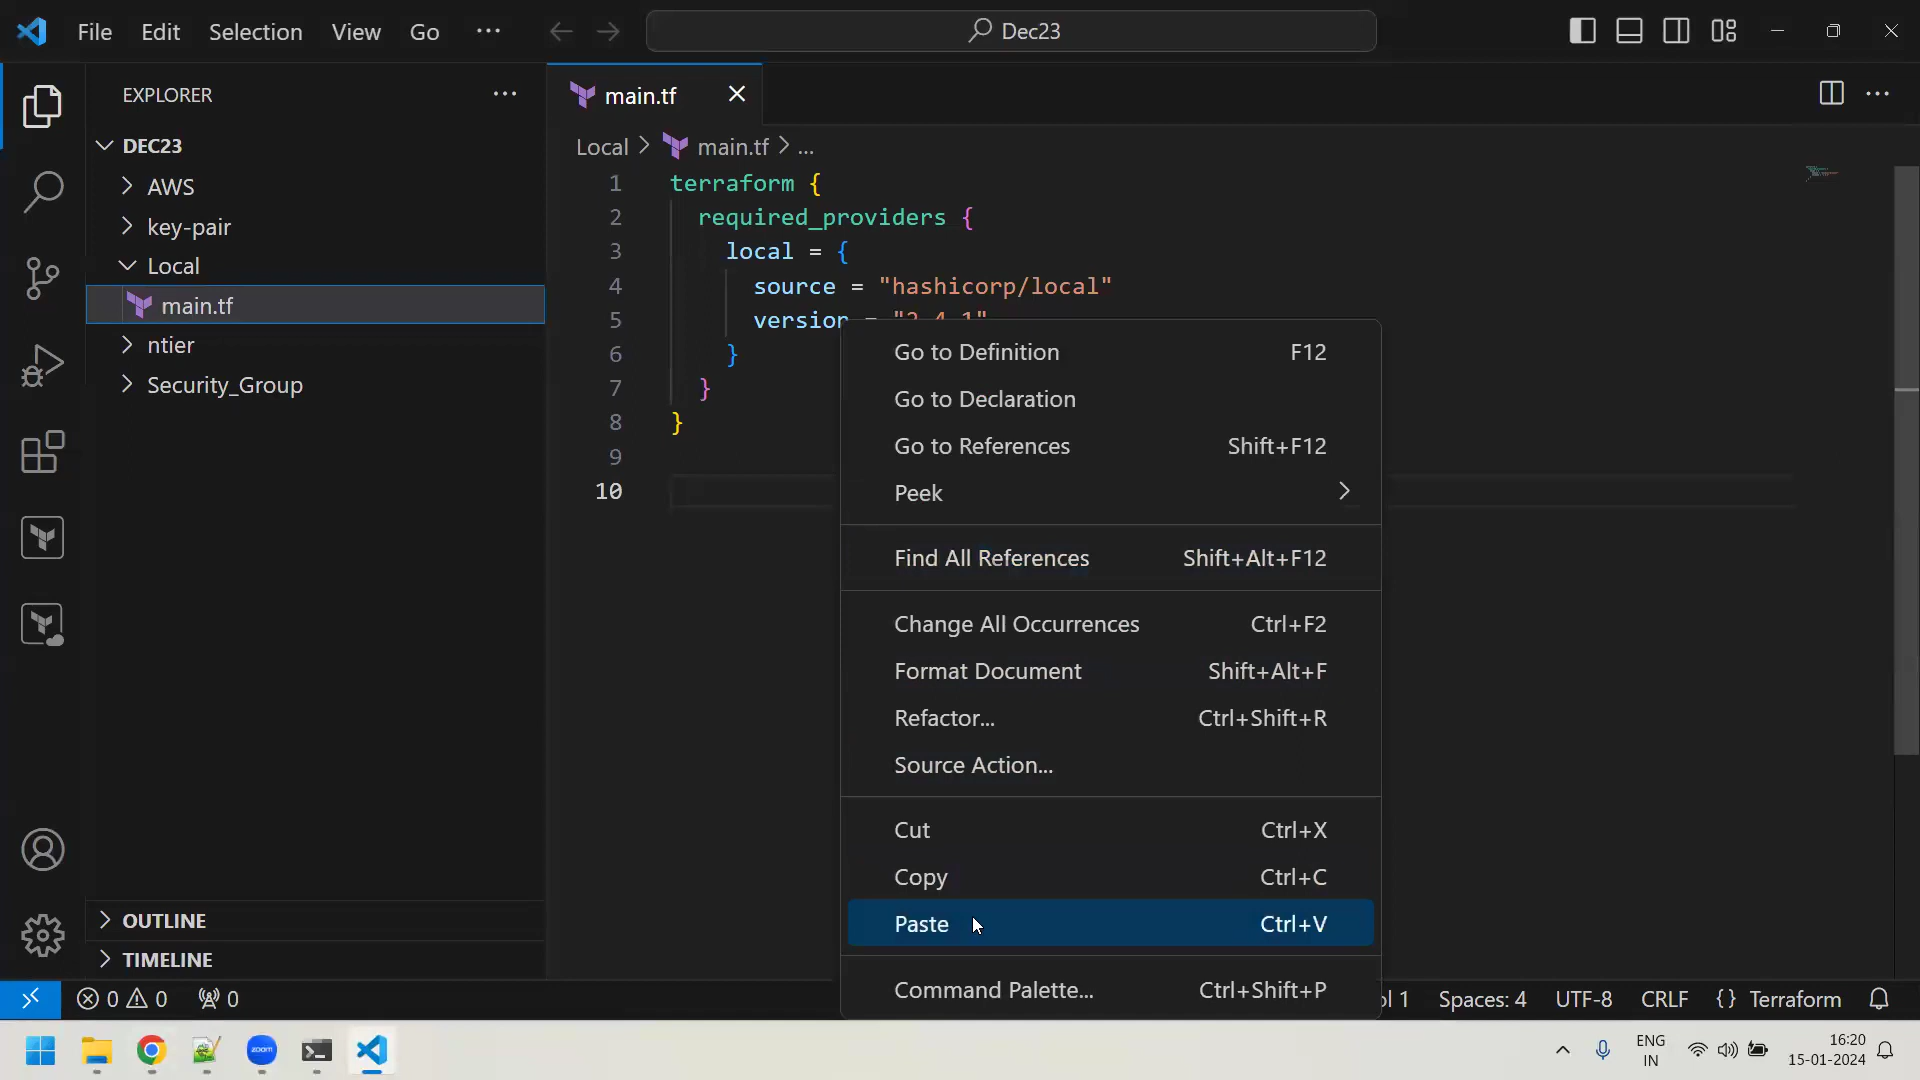 File Edit Selection View Go ···
Dec23
EXPLORER
DEC23
AWS
key-pair
Local
main.tf
ntier
Security_Group
OUTLINE
TIMELINE
main.tf
Local > main.tf > ...
1 terraform {
2 required_providers {
3 local = {
4 source = "hashicorp/local"
5 version = "2.4.1"
6 }
7 }
8 }
9
10
Go to Definition F12
Go to Declaration
Go to References Shift+F12
Peek
Find All References Shift+Alt+F12
Change All Occurrences Ctrl+F2
Format Document Shift+Alt+F
Refactor... Ctrl+Shift+R
Source Action...
Cut Ctrl+X
Copy Ctrl+C
Paste Ctrl+V
Command Palette... Ctrl+Shift+P
0 0 0 1 Spaces: 4 UTF-8 CRLF {} Terraform
zoom
ENG
IN
16:20
15-01-2024